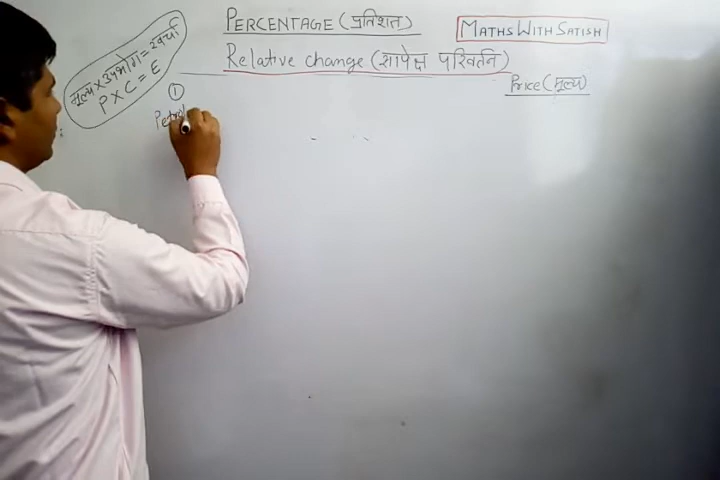 PERCENTAGE (प्रतिशत)
MATHS WITH SATISH
Relative change (सापेक्ष परिवर्तन)
मूल्य × उपभोग = खर्चा
P × C = E
Price (मूल्य)
①
Petrol